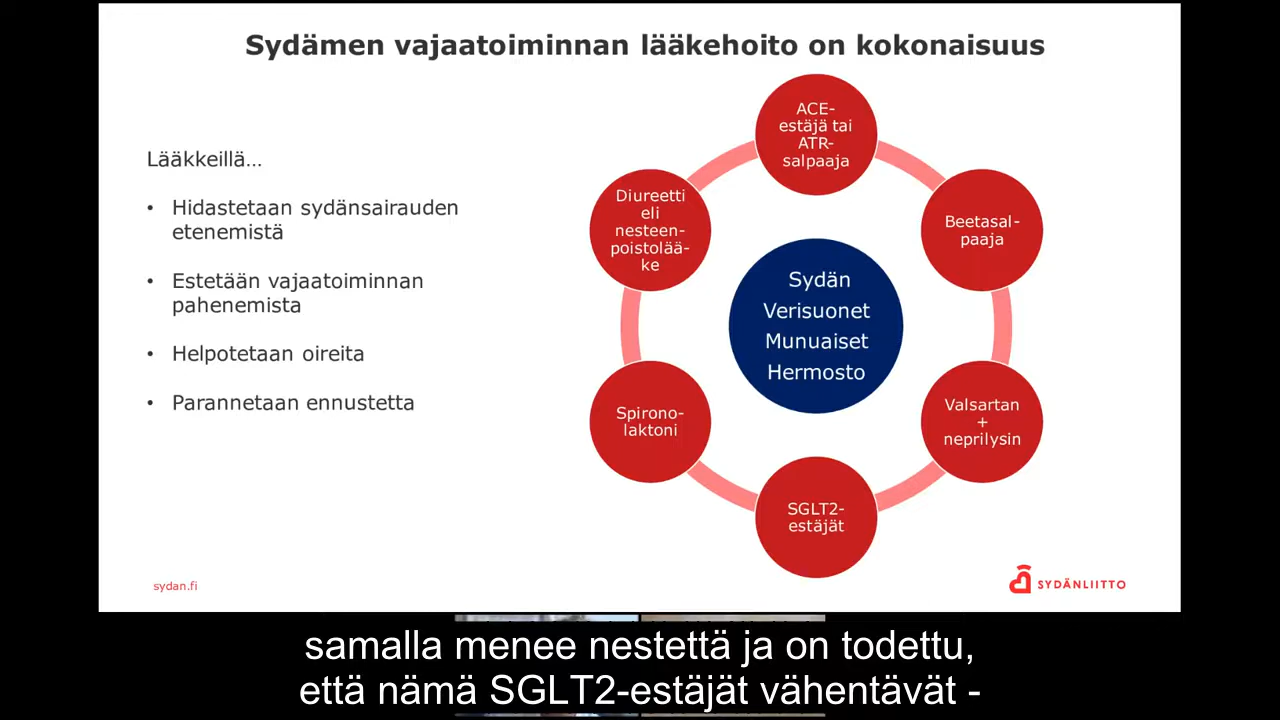 Sydämen vajaatoiminnan lääkehoito on kokonaisuus
Lääkkeillä...
• Hidastetaan sydänsairauden
etenemistä
• Estetään vajaatoiminnan
pahenemista
• Helpotetaan oireita
• Parannetaan ennustetta
ACE-
estäjä tai
ATR-
salpaaja
Beetasal-
paaja
Valsartan
+
neprilysin
SGLT2-
estäjät
Spirono-
laktoni
Diureetti
eli
nesteen-
poistolää-
ke
Sydän
Verisuonet
Munuaiset
Hermosto
sydan.fi
SYDÄNLIITTO
samalla menee nestettä ja on todettu,
että nämä SGLT2-estäjät vähentävät -